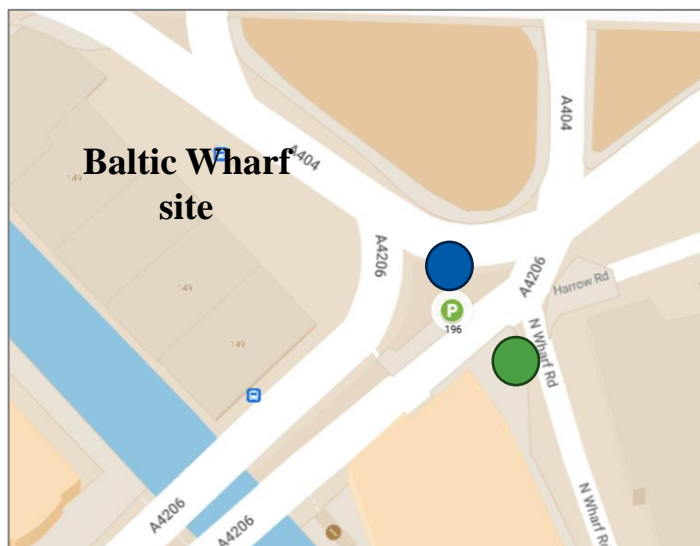 A404
Baltic Wharf
A404
site
149
A4206
A4206
Harrow Rd
149
P
196
N Wharf Rd
149
A4206
A4206
N Wharf Rd